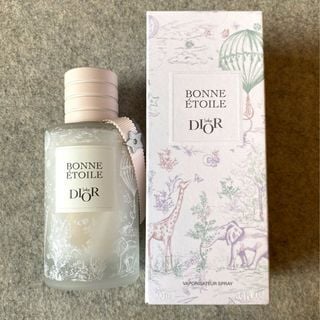 BONNE
ÉTOILE
DIOR
BONNE
ÉTOILE
DIOR
VAPORISATEUR SPRAY